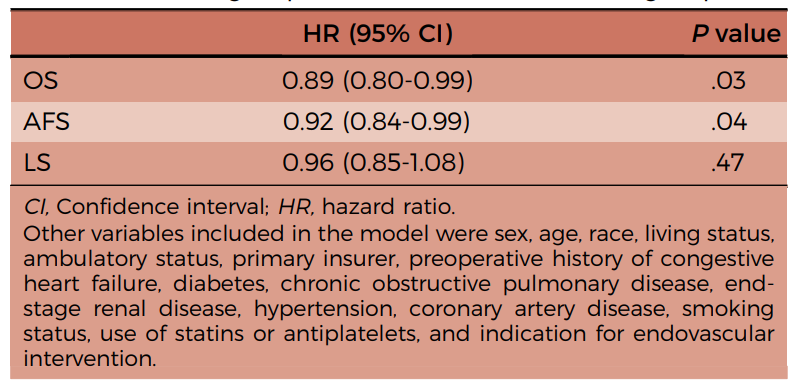 HR (95% CI) P value
OS 0.89 (0.80-0.99) .03
AFS 0.92 (0.84-0.99) .04
LS 0.96 (0.85-1.08) .47
CI, Confidence interval; HR, hazard ratio.
Other variables included in the model were sex, age, race, living status,
ambulatory status, primary insurer, preoperative history of congestive
heart failure, diabetes, chronic obstructive pulmonary disease, end-
stage renal disease, hypertension, coronary artery disease, smoking
status, use of statins or antiplatelets, and indication for endovascular
intervention.